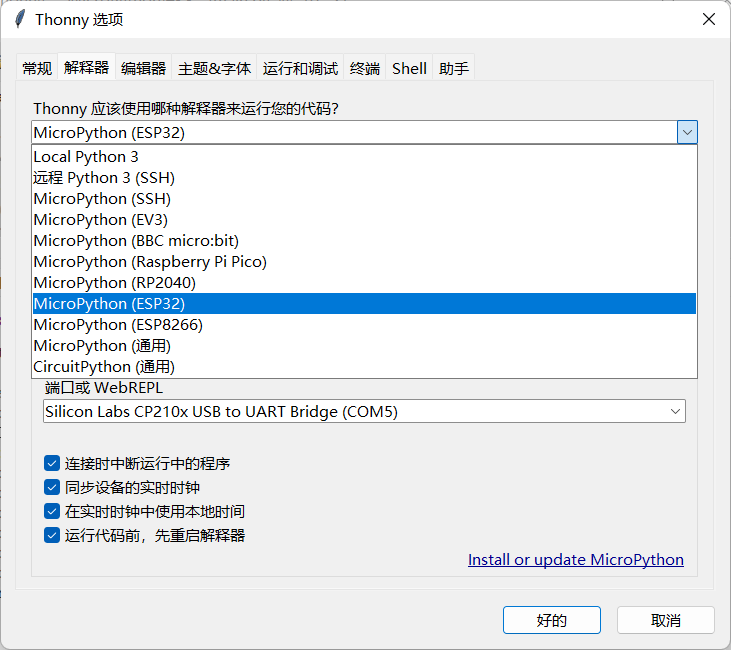 Thonny 选项
常规 解释器 编辑器 主题&字体 运行和调试 终端 Shell 助手
Thonny 应该使用哪种解释器来运行您的代码？
MicroPython (ESP32)
Local Python 3
远程 Python 3 (SSH)
MicroPython (SSH)
MicroPython (EV3)
MicroPython (BBC micro:bit)
MicroPython (Raspberry Pi Pico)
MicroPython (RP2040)
MicroPython (ESP32)
MicroPython (ESP8266)
MicroPython (通用)
CircuitPython (通用)
端口或 WebREPL
Silicon Labs CP210x USB to UART Bridge (COM5)
连接时中断运行中的程序
同步设备的实时时钟
在实时时钟中使用本地时间
运行代码前，先重启解释器
Install or update MicroPython
好的 取消